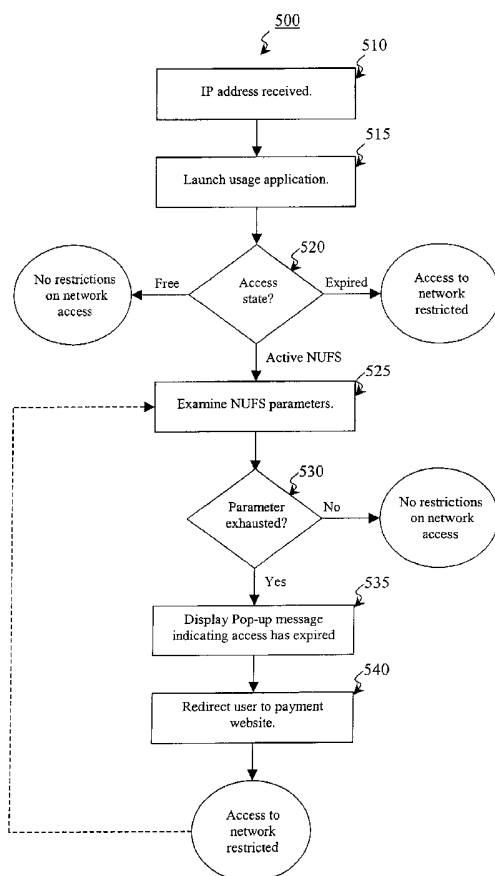 500
510
IP address received.
515
Launch usage application.
520
No restrictions
on network
access
Free
Access
state?
Expired
Access to
network
restricted
Active NUFS
525
Examine NUFS parameters.
530
Parameter
exhausted?
No
No restrictions
on network
access
Yes
535
Display Pop-up message
indicating access has expired
540
Redirect user to payment
website.
Access to
network
restricted